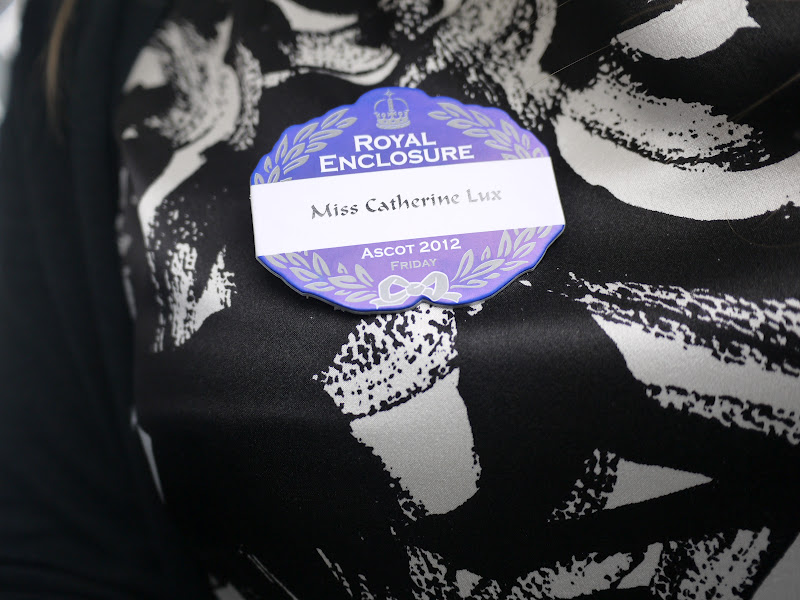 Royal
Enclosure
Miss Catherine Lux
Ascot 2012
Friday